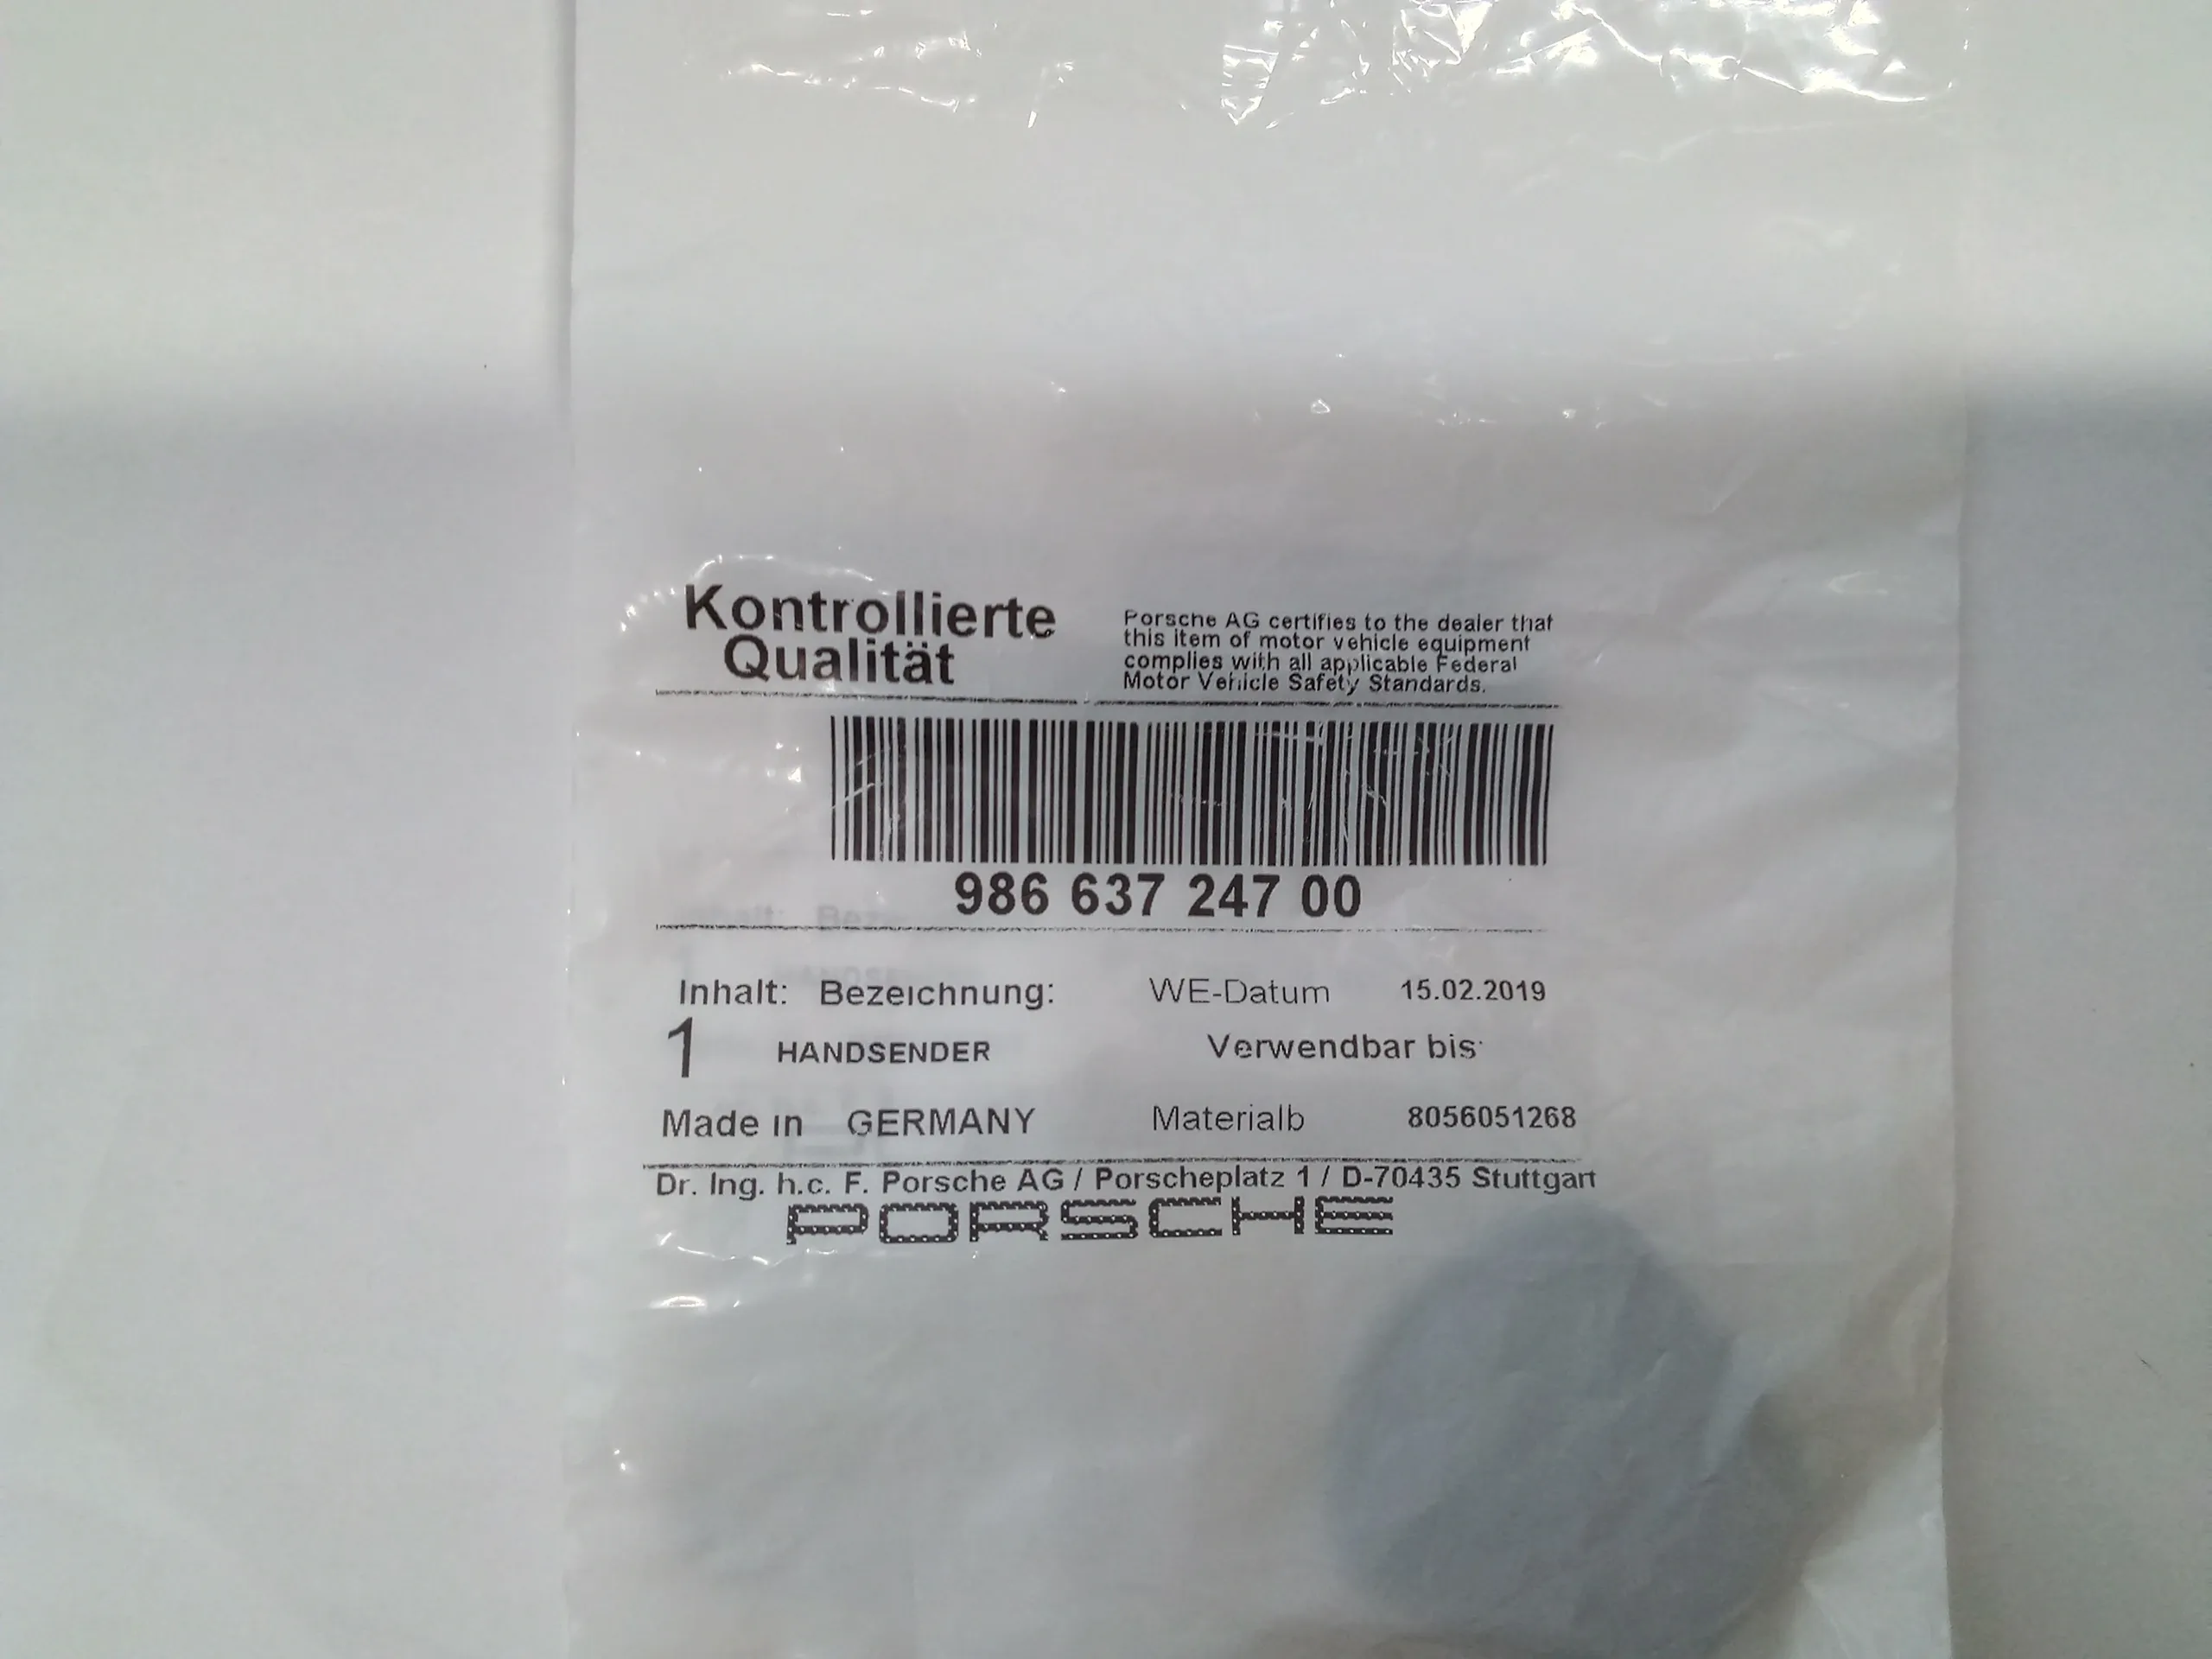 Kontrollierte
Qualität
Porsche AG certifies to the dealer that
this item of motor vehicle equipment
complies with all applicable Federal
Motor Vehicle Safety Standards.
986 637 247 00
Inhalt: Bezeichnung: WE-Datum 15.02.2019
1 HANDSENDER Verwendbar bis:
Made in GERMANY Materialb 8056051268
Dr. Ing. h.c. F. Porsche AG / Porscheplatz 1 / D-70435 Stuttgart
PORSCHE